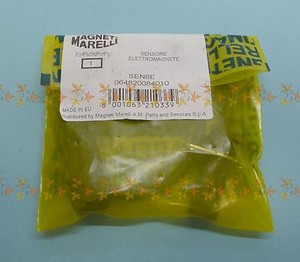 MAGNETI
MARELLI
SENSORE
ELETTROMAGNETE
1
SEN8E
064820084010
8 001063 210339
MADE IN EU
Distributed by Magneti Marelli A.M. Parts and Services S.p.A.